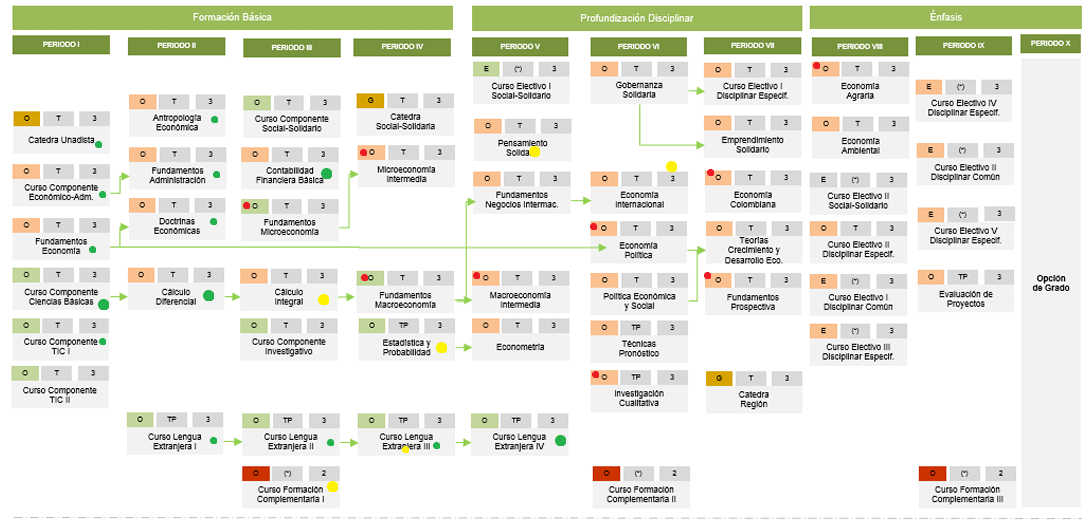 Formación Básica
Profundización Disciplinar
Énfasis
PERIODO I
PERIODO II
PERIODO III
PERIODO IV
PERIODO V
PERIODO VI
PERIODO VII
PERIODO VIII
PERIODO IX
PERIODO X
O T 3
Catedra Unadista
O T 3
Curso Componente
Económico-Adm.
O T 3
Fundamentos
Economía
O T 3
Curso Componente
Ciencias Básicas
O T 3
Curso Componente
TIC I
O T 3
Curso Componente
TIC II
O T 3
Antropología
Económica
O T 3
Fundamentos
Administración
O T 3
Doctrinas
Económicas
O T 3
Cálculo
Diferencial
O TP 3
Curso Lengua
Extranjera I
O T 3
Curso Componente
Social-Solidario
O T 3
Contabilidad
Financiera Básica
O T 3
Fundamentos
Microeconomía
O T 3
Cálculo
Integral
O T 3
Curso Componente
Investigativo
O TP 3
Curso Lengua
Extranjera II
O (*) 2
Curso Formación
Complementaria I
G T 3
Catedra
Social-Solidaria
O T 3
Microeconomía
Intermedia
O T 3
Fundamentos
Macroeconomía
O TP 3
Estadística y
Probabilidad
O TP 3
Curso Lengua
Extranjera III
E (*) 3
Curso Electivo I
Social-Solidario
O T 3
Pensamiento
Solidario
O T 3
Fundamentos
Negocios Intermac.
O T 3
Macroeconomía
Intermedia
O T 3
Econometría
O TP 3
Curso Lengua
Extranjera IV
O T 3
Gobernanza
Solidaria
O T 3
Economía
Internacional
O T 3
Economía
Política
O T 3
Política Económica
y Social
O TP 3
Técnicas
Pronóstico
O TP 3
Investigación
Cualitativa
O (*) 2
Curso Formación
Complementaria II
O T 3
Curso Electivo I
Disciplinar Especif.
O T 3
Emprendimiento
Solidario
O T 3
Economía
Colombiana
O T 3
Teorías
Crecimiento y
Desarrollo Eco.
O T 3
Fundamentos
Prospectiva
G T 3
Catedra
Región
O T 3
Economía
Agraria
O T 3
Economía
Ambiental
E (*) 3
Curso Electivo II
Social-Solidario
O T 3
Curso Electivo II
Disciplinar Especif.
E (*) 3
Curso Electivo I
Disciplinar Común
E (*) 3
Curso Electivo III
Disciplinar Especif.
E (*) 3
Curso Electivo IV
Disciplinar Especif.
E (*) 3
Curso Electivo II
Disciplinar Común
E (*) 3
Curso Electivo V
Disciplinar Especif.
O TP 3
Evaluación de
Proyectos
O (*) 2
Curso Formación
Complementaria III
Opción
de Grado